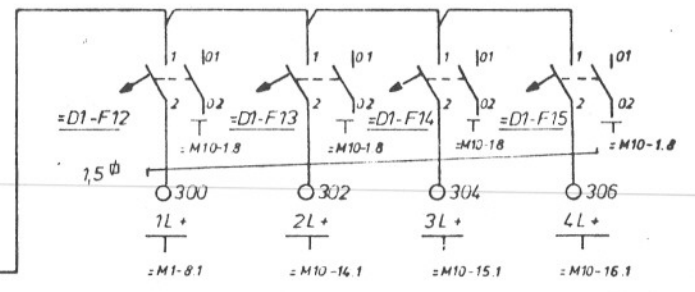 1 01 1 01 1 01 1 01
2 02 2 02 2 02 2 02
=D1-F12 =D1-F13 =D1-F14 =D1-F15
=M10-1.8 =M10-1.8 =M10-1.8 =M10-1.8
1,5 ф
300 302 304 306
1L+ 2L+ 3L+ 4L+
=M1-8.1 =M10-14.1 =M10-15.1 =M10-16.1